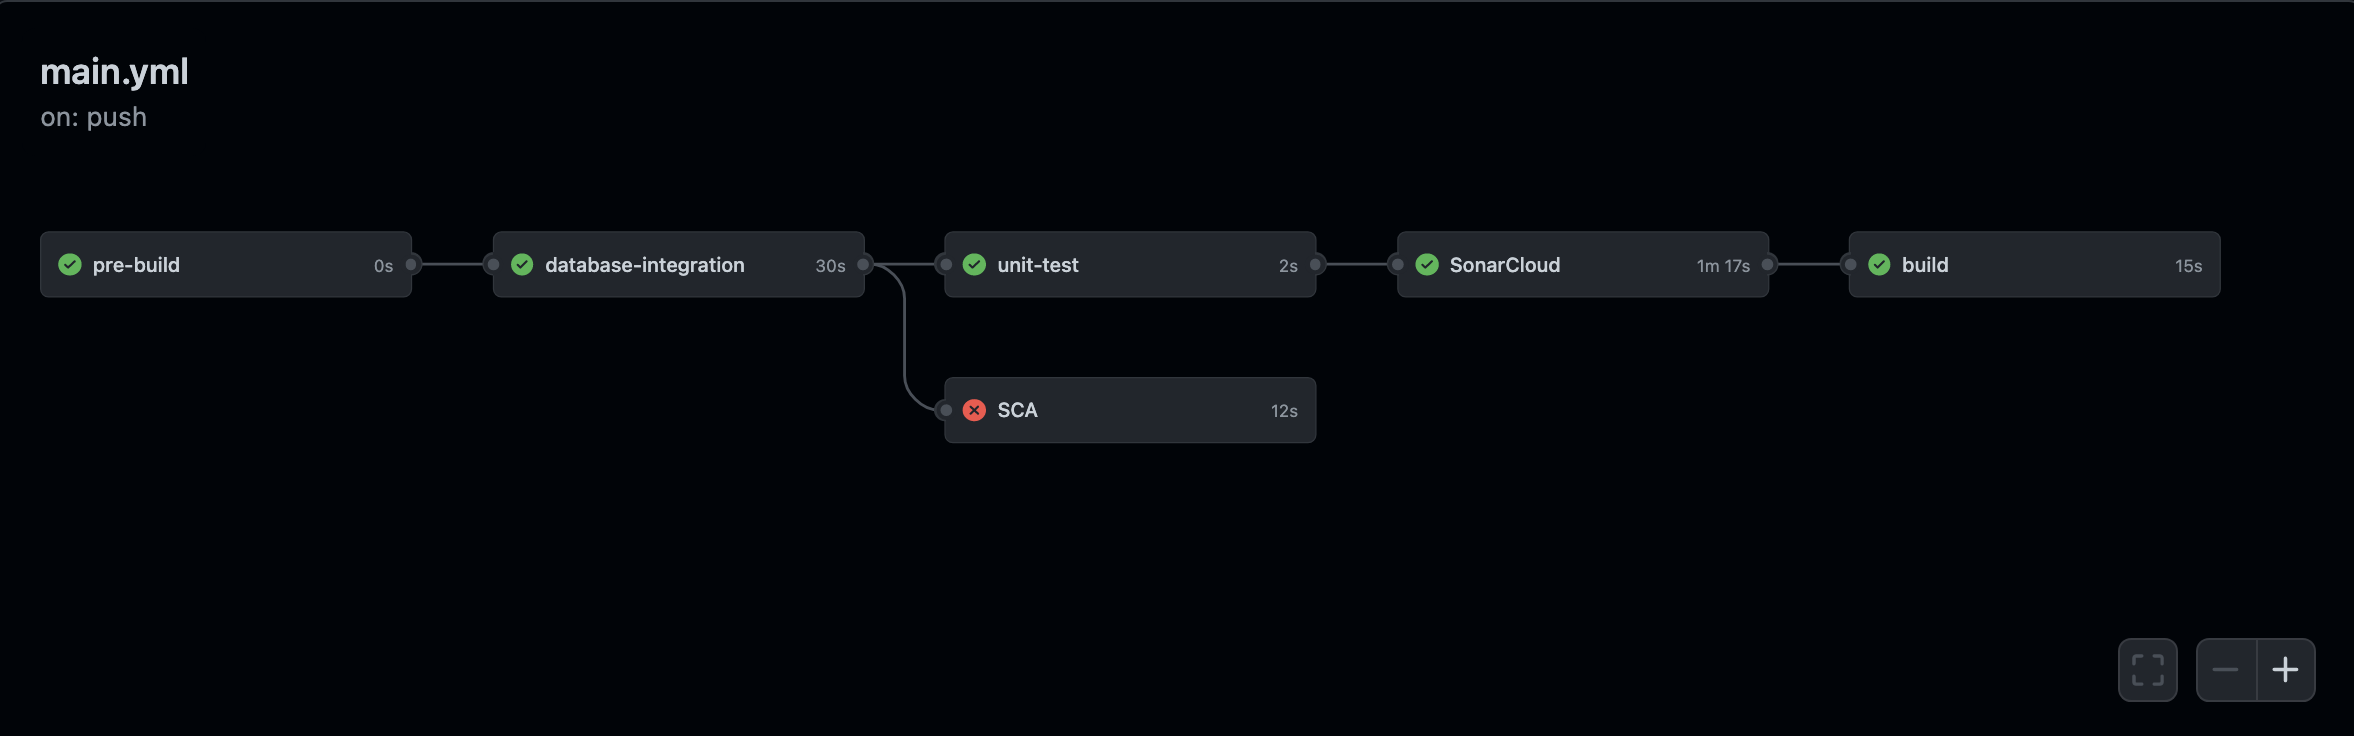 main.yml
on: push
pre-build 0s
database-integration 30s
unit-test 2s
SonarCloud 1m 17s
build 15s
SCA 12s